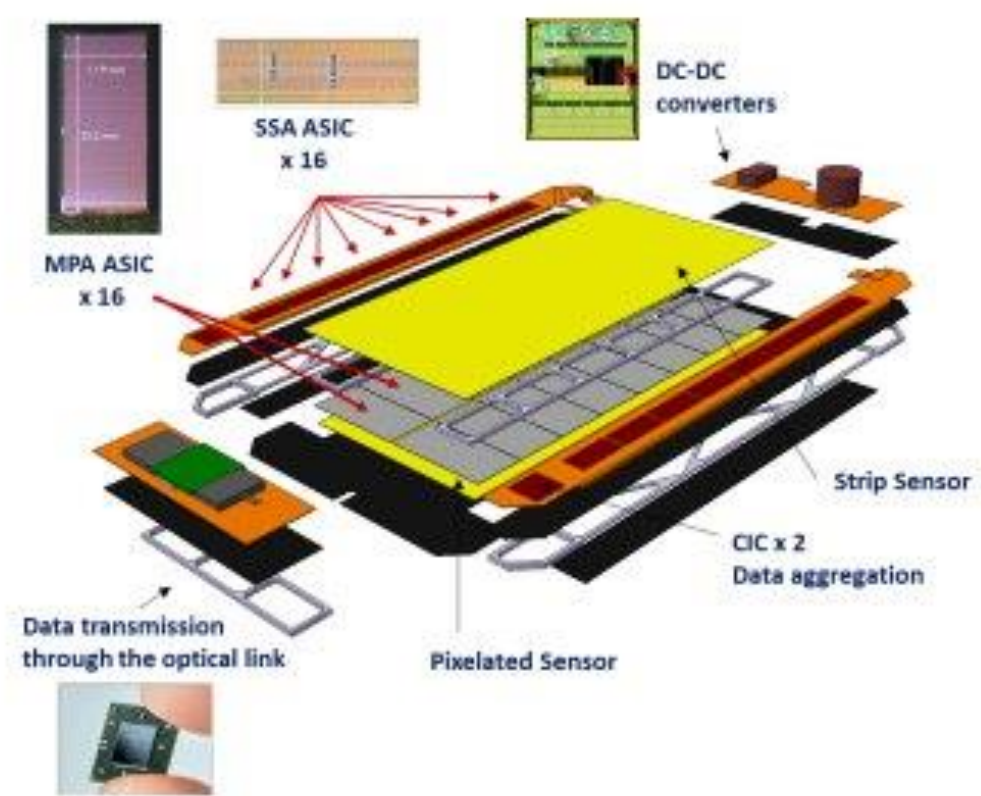 DC-DC
converters
SSA ASIC
x 16
MPA ASIC
x 16
Strip Sensor
CIC x 2
Data aggregation
Data transmission
through the optical link
Pixelated Sensor